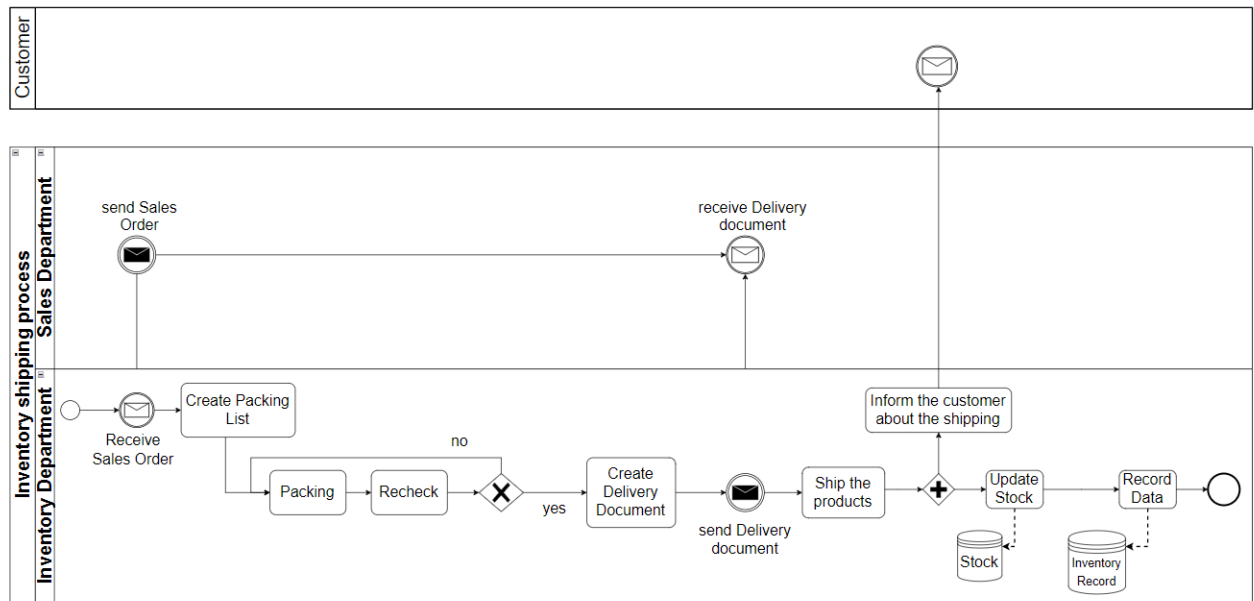 Customer
Inventory shipping process
Sales Department
send Sales
Order
receive Delivery
document
Inventory Department
Receive
Sales Order
Create Packing
List
no
Packing
Recheck
yes
Create
Delivery
Document
send Delivery
document
Ship the
products
Inform the customer
about the shipping
Update
Stock
Record
Data
Stock
Inventory
Record